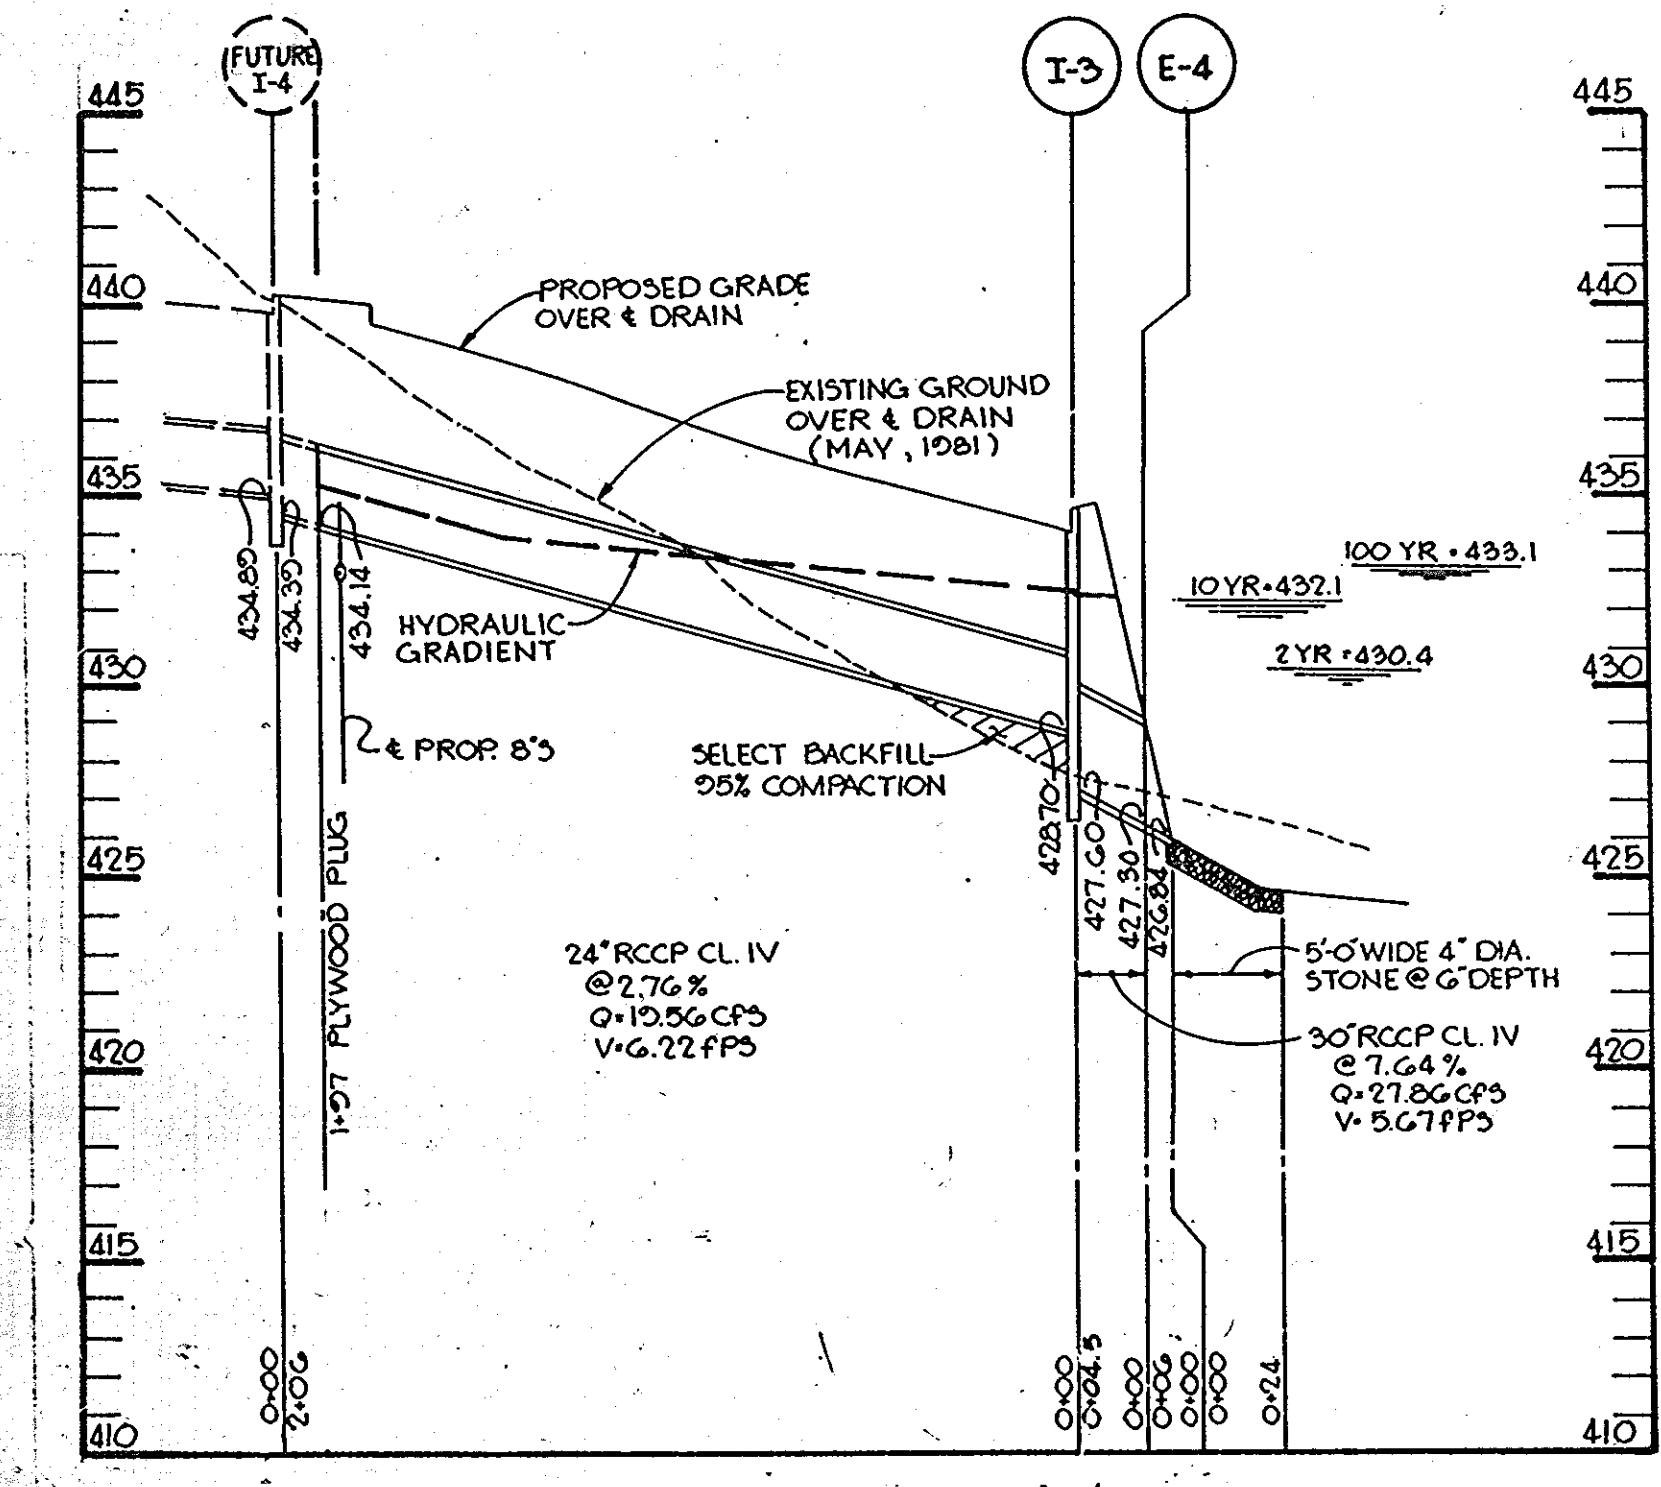 FUTURE
I-4
I-3
E-4
445
445
440
440
PROPOSED GRADE
OVER ℄ DRAIN
EXISTING GROUND
OVER ℄ DRAIN
(MAY, 1981)
435
435
434.89
434.39
434.14
100 YR = 433.1
10 YR = 432.1
2 YR = 430.4
HYDRAULIC
GRADIENT
430
430
℄ PROP. 8"S
SELECT BACKFILL
95% COMPACTION
428.70
427.60
427.30
426.84
425
425
1+97 PLYWOOD PLUG
24" RCCP CL. IV
@ 2.76%
Q=19.56 CFS
V=6.22 FPS
5'-0" WIDE 4" DIA.
STONE @ 6" DEPTH
30" RCCP CL. IV
@ 7.64%
Q=27.86 CFS
V=5.67 FPS
420
420
415
415
0+00
2+06
0+00
0+04.5
0+00
0+06
0+00
0+00
0+24
410
410